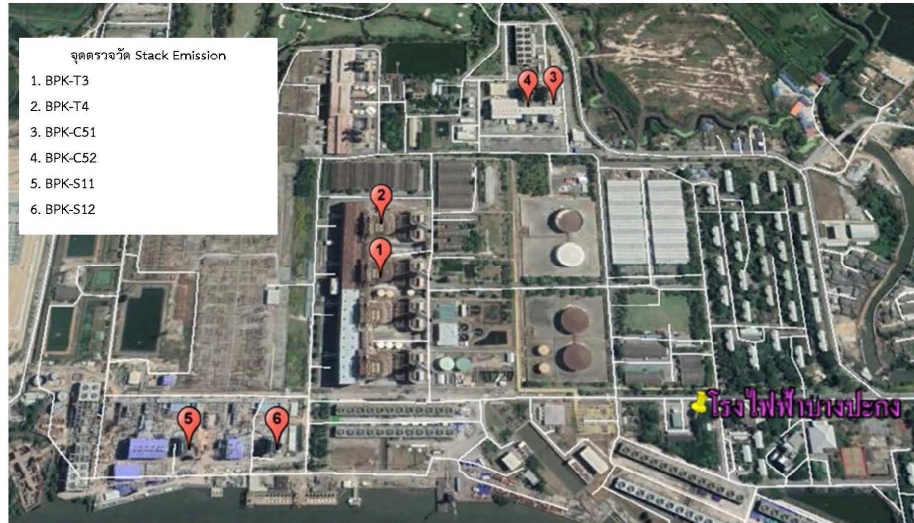 จุดตรวจวัด Stack Emission
1. BPK-T3
2. BPK-T4
3. BPK-C51
4. BPK-C52
5. BPK-S11
6. BPK-S12
4
3
2
1
โรงไฟฟ้าบางปะกง
5
6